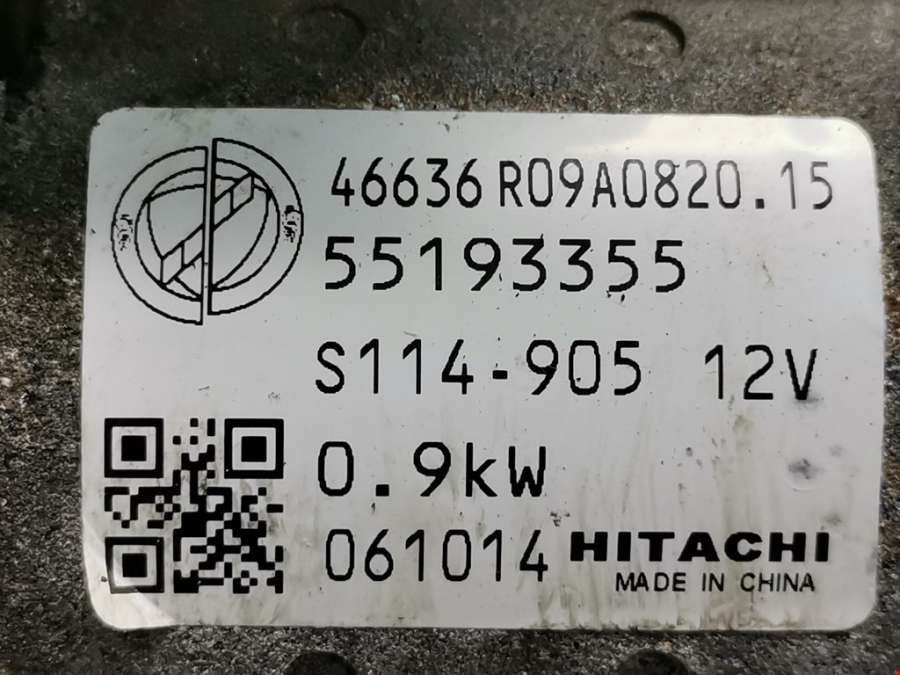 46636 R09A0820.15
55193355
S114-905 12V
0.9kW
061014 HITACHI
MADE IN CHINA